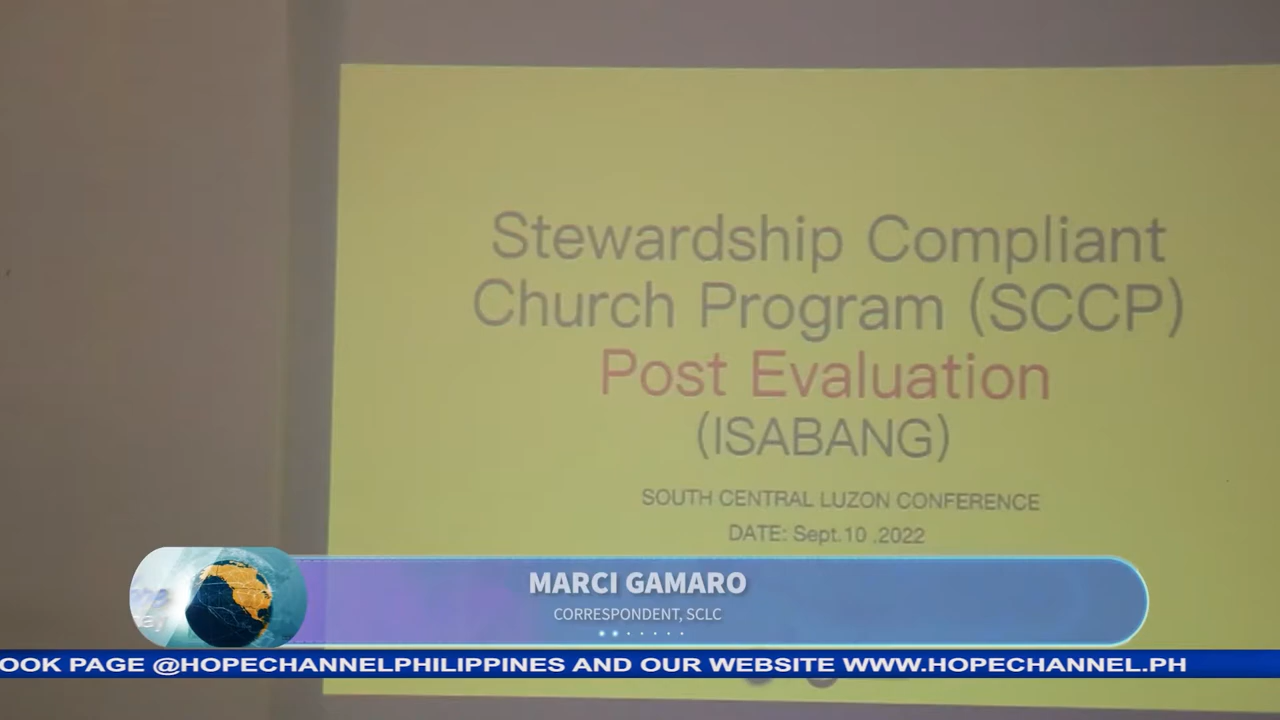 Stewardship Compliant
Church Program (SCCP)
Post Evaluation
(ISABANG)
SOUTH CENTRAL LUZON CONFERENCE
DATE: Sept.10 .2022
MARCI GAMARO
CORRESPONDENT, SCLC
OOK PAGE @HOPECHANNELPHILIPPINES AND OUR WEBSITE WWW.HOPECHANNEL.PH